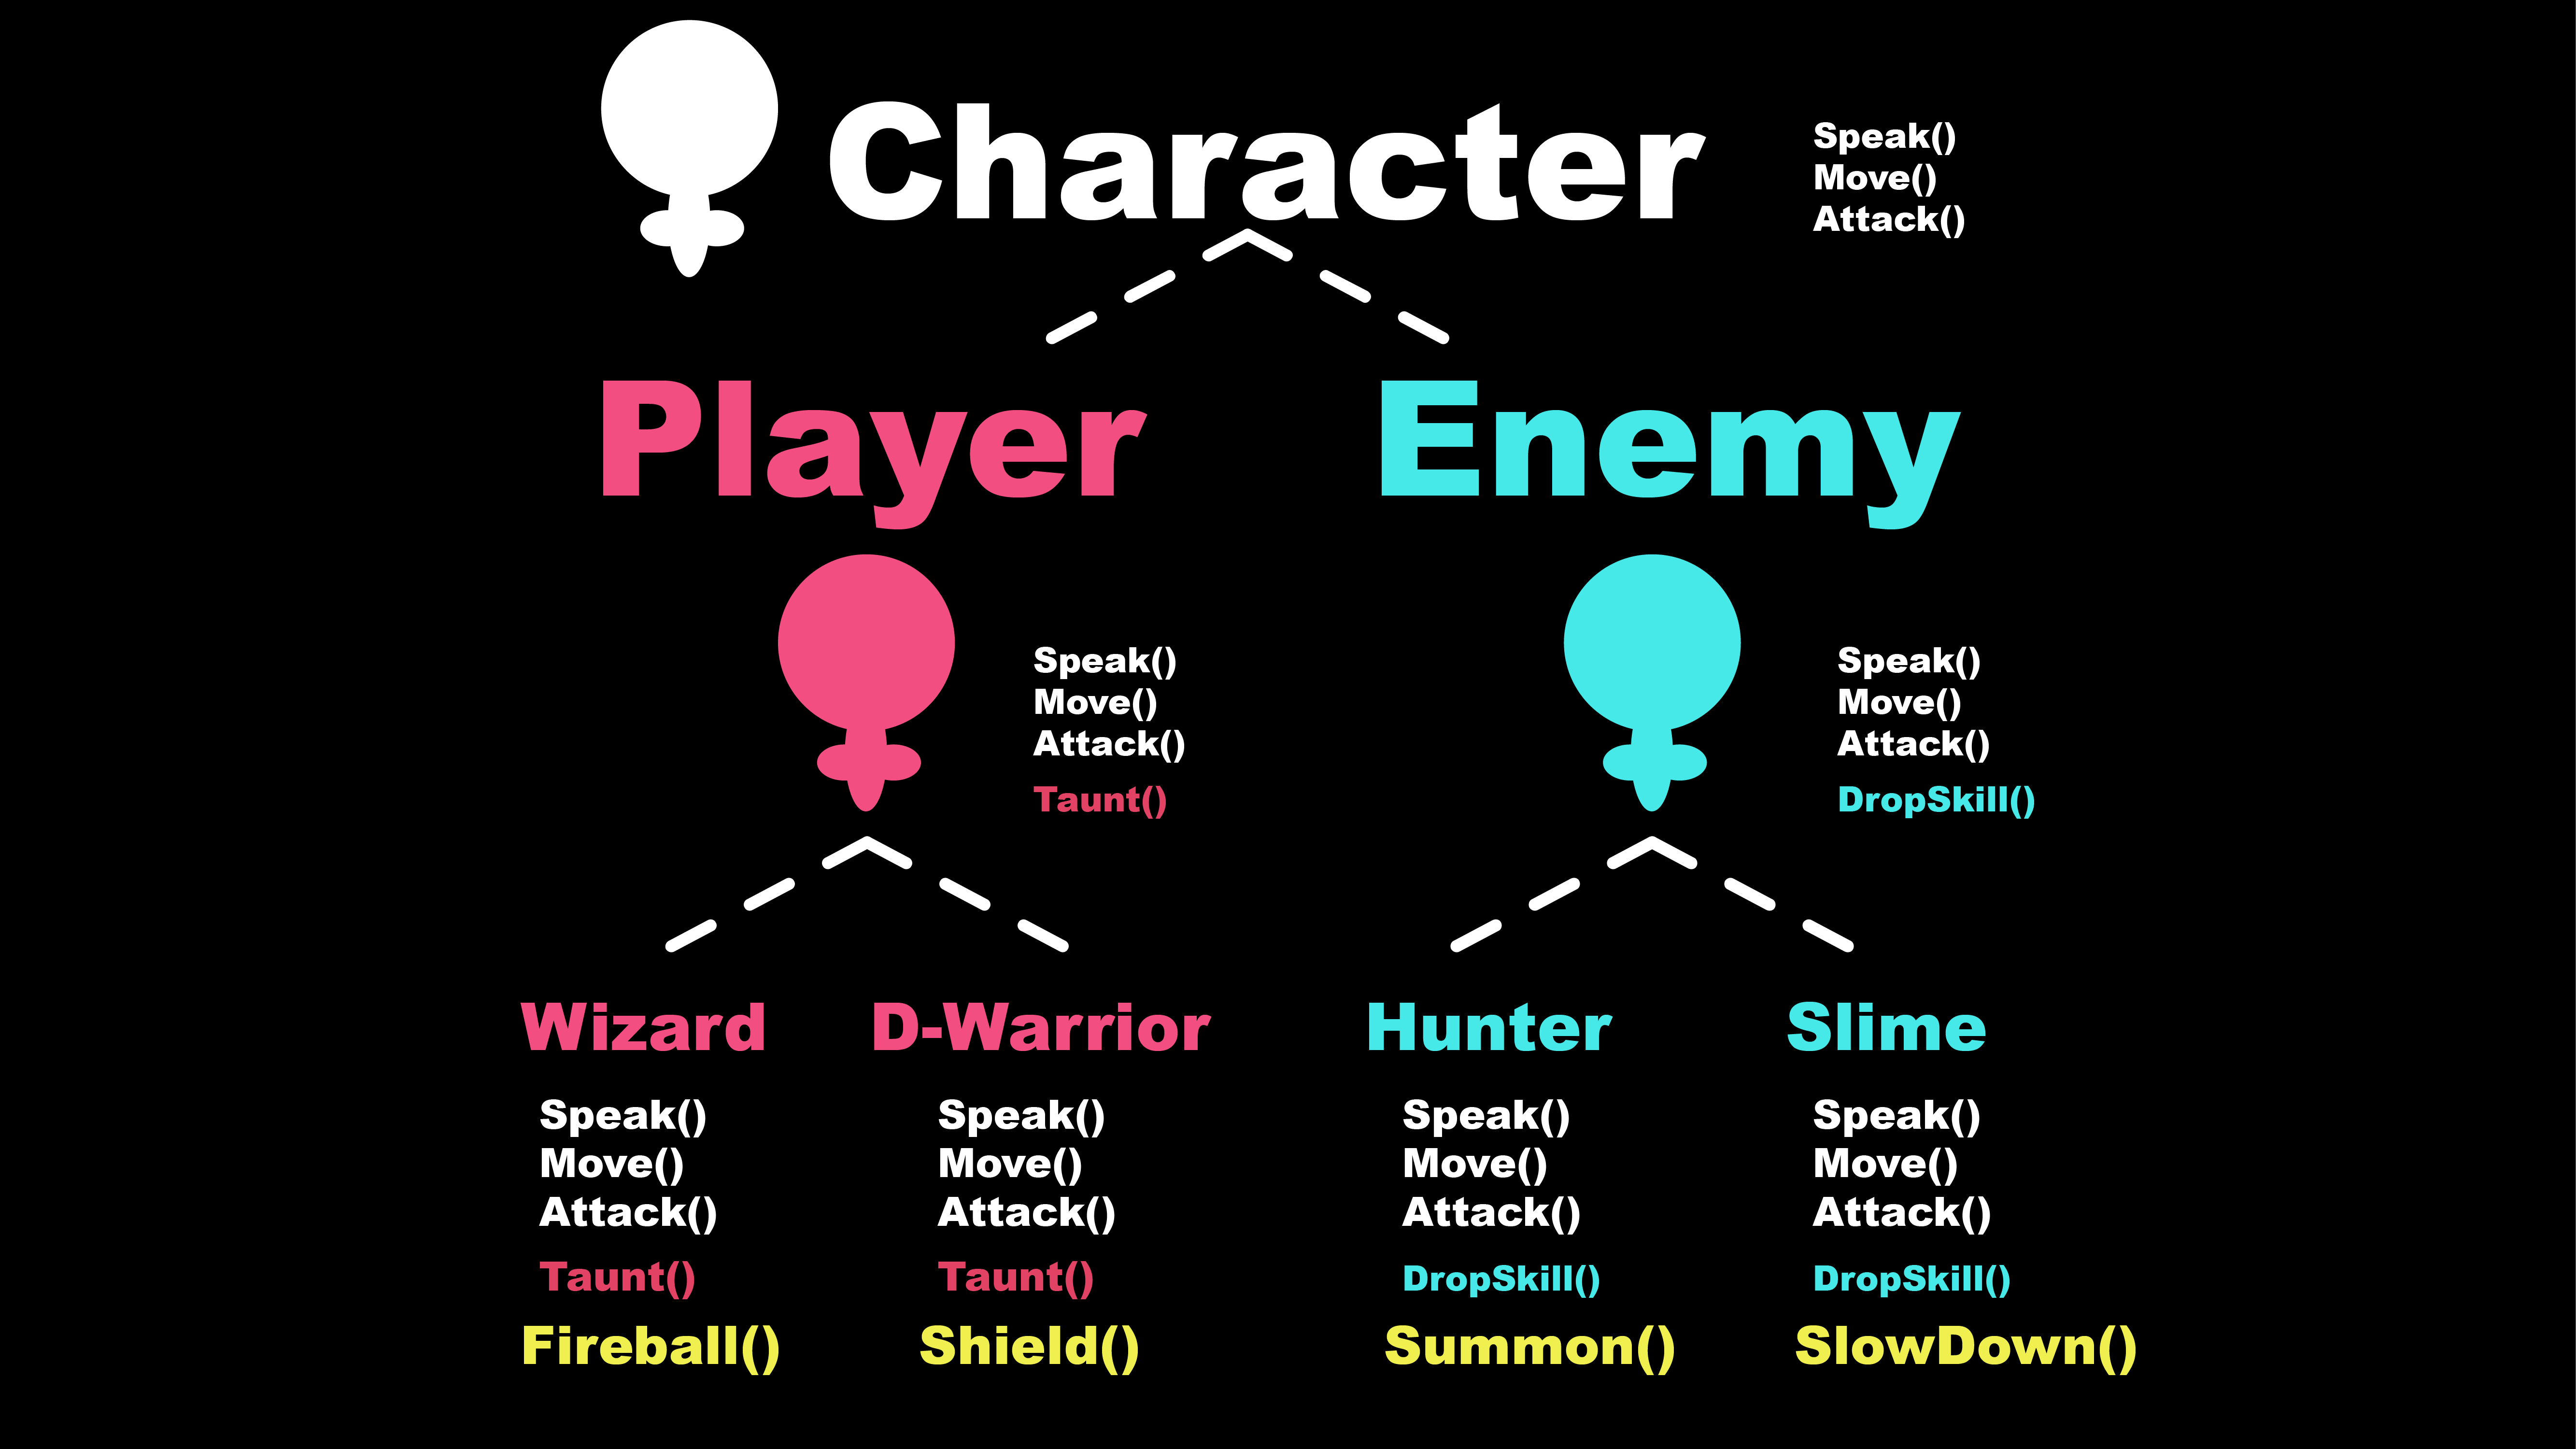 Character
Speak()
Move()
Attack()
Player
Enemy
Speak()
Move()
Attack()
Taunt()
Speak()
Move()
Attack()
DropSkill()
Wizard
Speak()
Move()
Attack()
Taunt()
Fireball()
D-Warrior
Speak()
Move()
Attack()
Taunt()
Shield()
Hunter
Speak()
Move()
Attack()
DropSkill()
Summon()
Slime
Speak()
Move()
Attack()
DropSkill()
SlowDown()